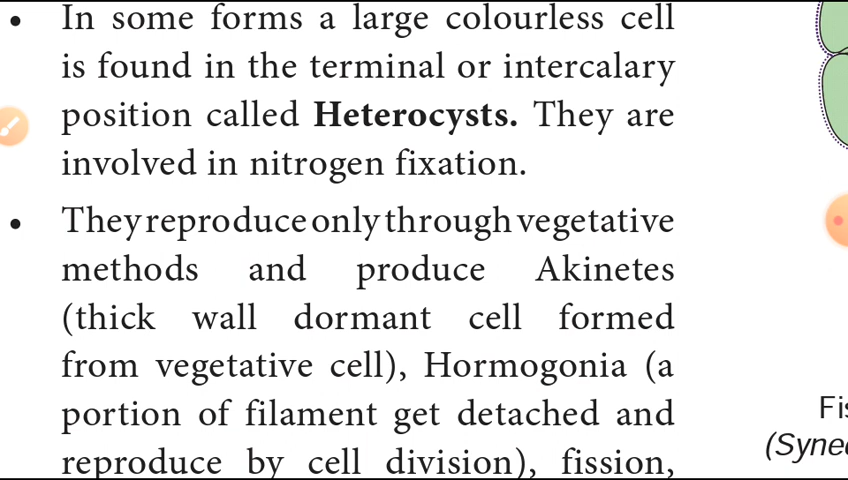 • In some forms a large colourless cell
is found in the terminal or intercalary
position called Heterocysts. They are
involved in nitrogen fixation.
• They reproduce only through vegetative
methods and produce Akinetes
(thick wall dormant cell formed
from vegetative cell), Hormogonia (a
portion of filament get detached and
reproduce by cell division), fission,